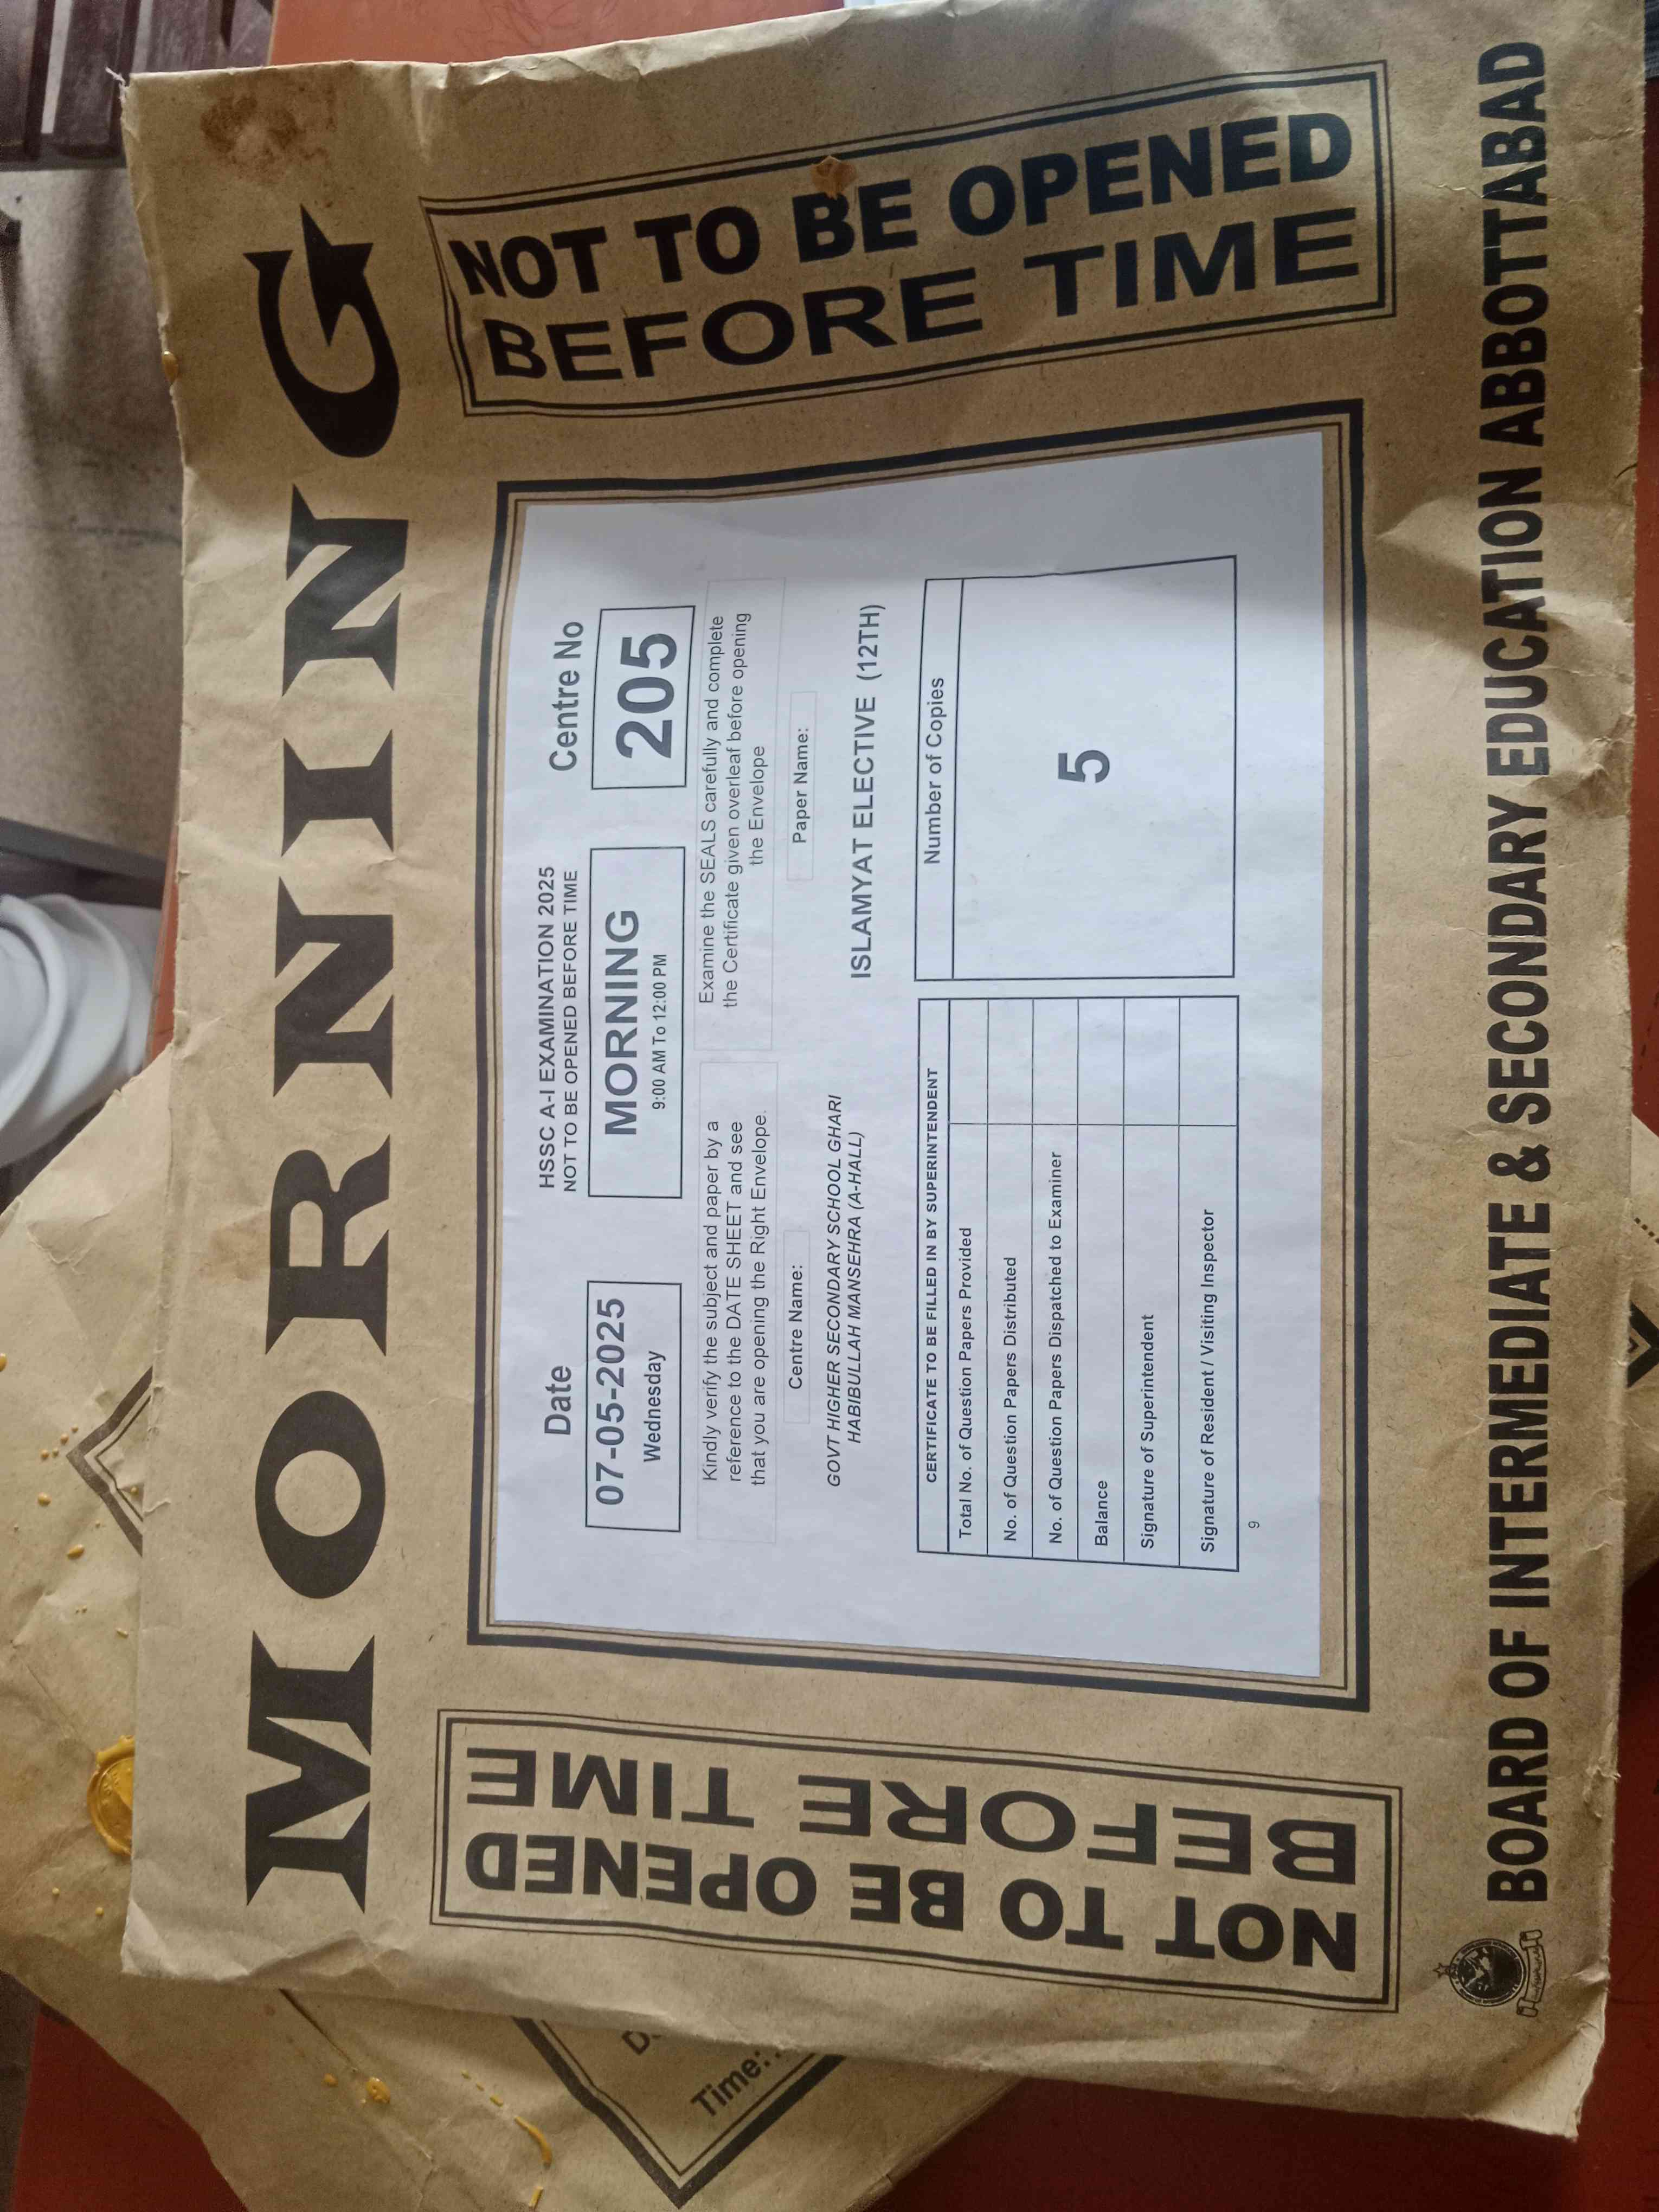 MORNING
NOT TO BE OPENED
BEFORE TIME
Date
07-05-2025
Wednesday
HSSC A-I EXAMINATION 2025
NOT TO BE OPENED BEFORE TIME
MORNING
9:00 AM To 12:00 PM
Centre No
205
Kindly verify the subject and paper by a
reference to the DATE SHEET and see
that you are opening the Right Envelope.
Examine the SEALS carefully and complete
the Certificate given overleaf before opening
the Envelope
Centre Name:
GOVT HIGHER SECONDARY SCHOOL GHARI
HABIBULLAH MANSEHRA (A-HALL)
Paper Name:
ISLAMYAT ELECTIVE (12TH)
CERTIFICATE TO BE FILLED IN BY SUPERINTENDENT
Total No. of Question Papers Provided
No. of Question Papers Distributed
No. of Question Papers Dispatched to Examiner
Balance
Signature of Superintendent
Signature of Resident / Visiting Inspector
Number of Copies
5
9
NOT TO BE OPENED
BEFORE TIME
BOARD OF INTERMEDIATE & SECONDARY EDUCATION ABBOTTABAD
Time: